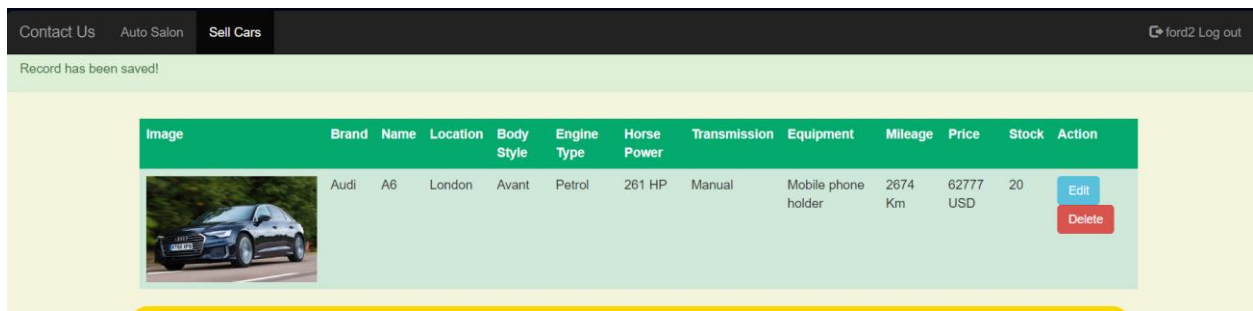 Contact Us Auto Salon Sell Cars ford2 Log out
Record has been saved!
Image Brand Name Location Body Style Engine Type Horse Power Transmission Equipment Mileage Price Stock Action
Audi A6 London Avant Petrol 261 HP Manual Mobile phone holder 2674 Km 62777 USD 20 Edit
Delete